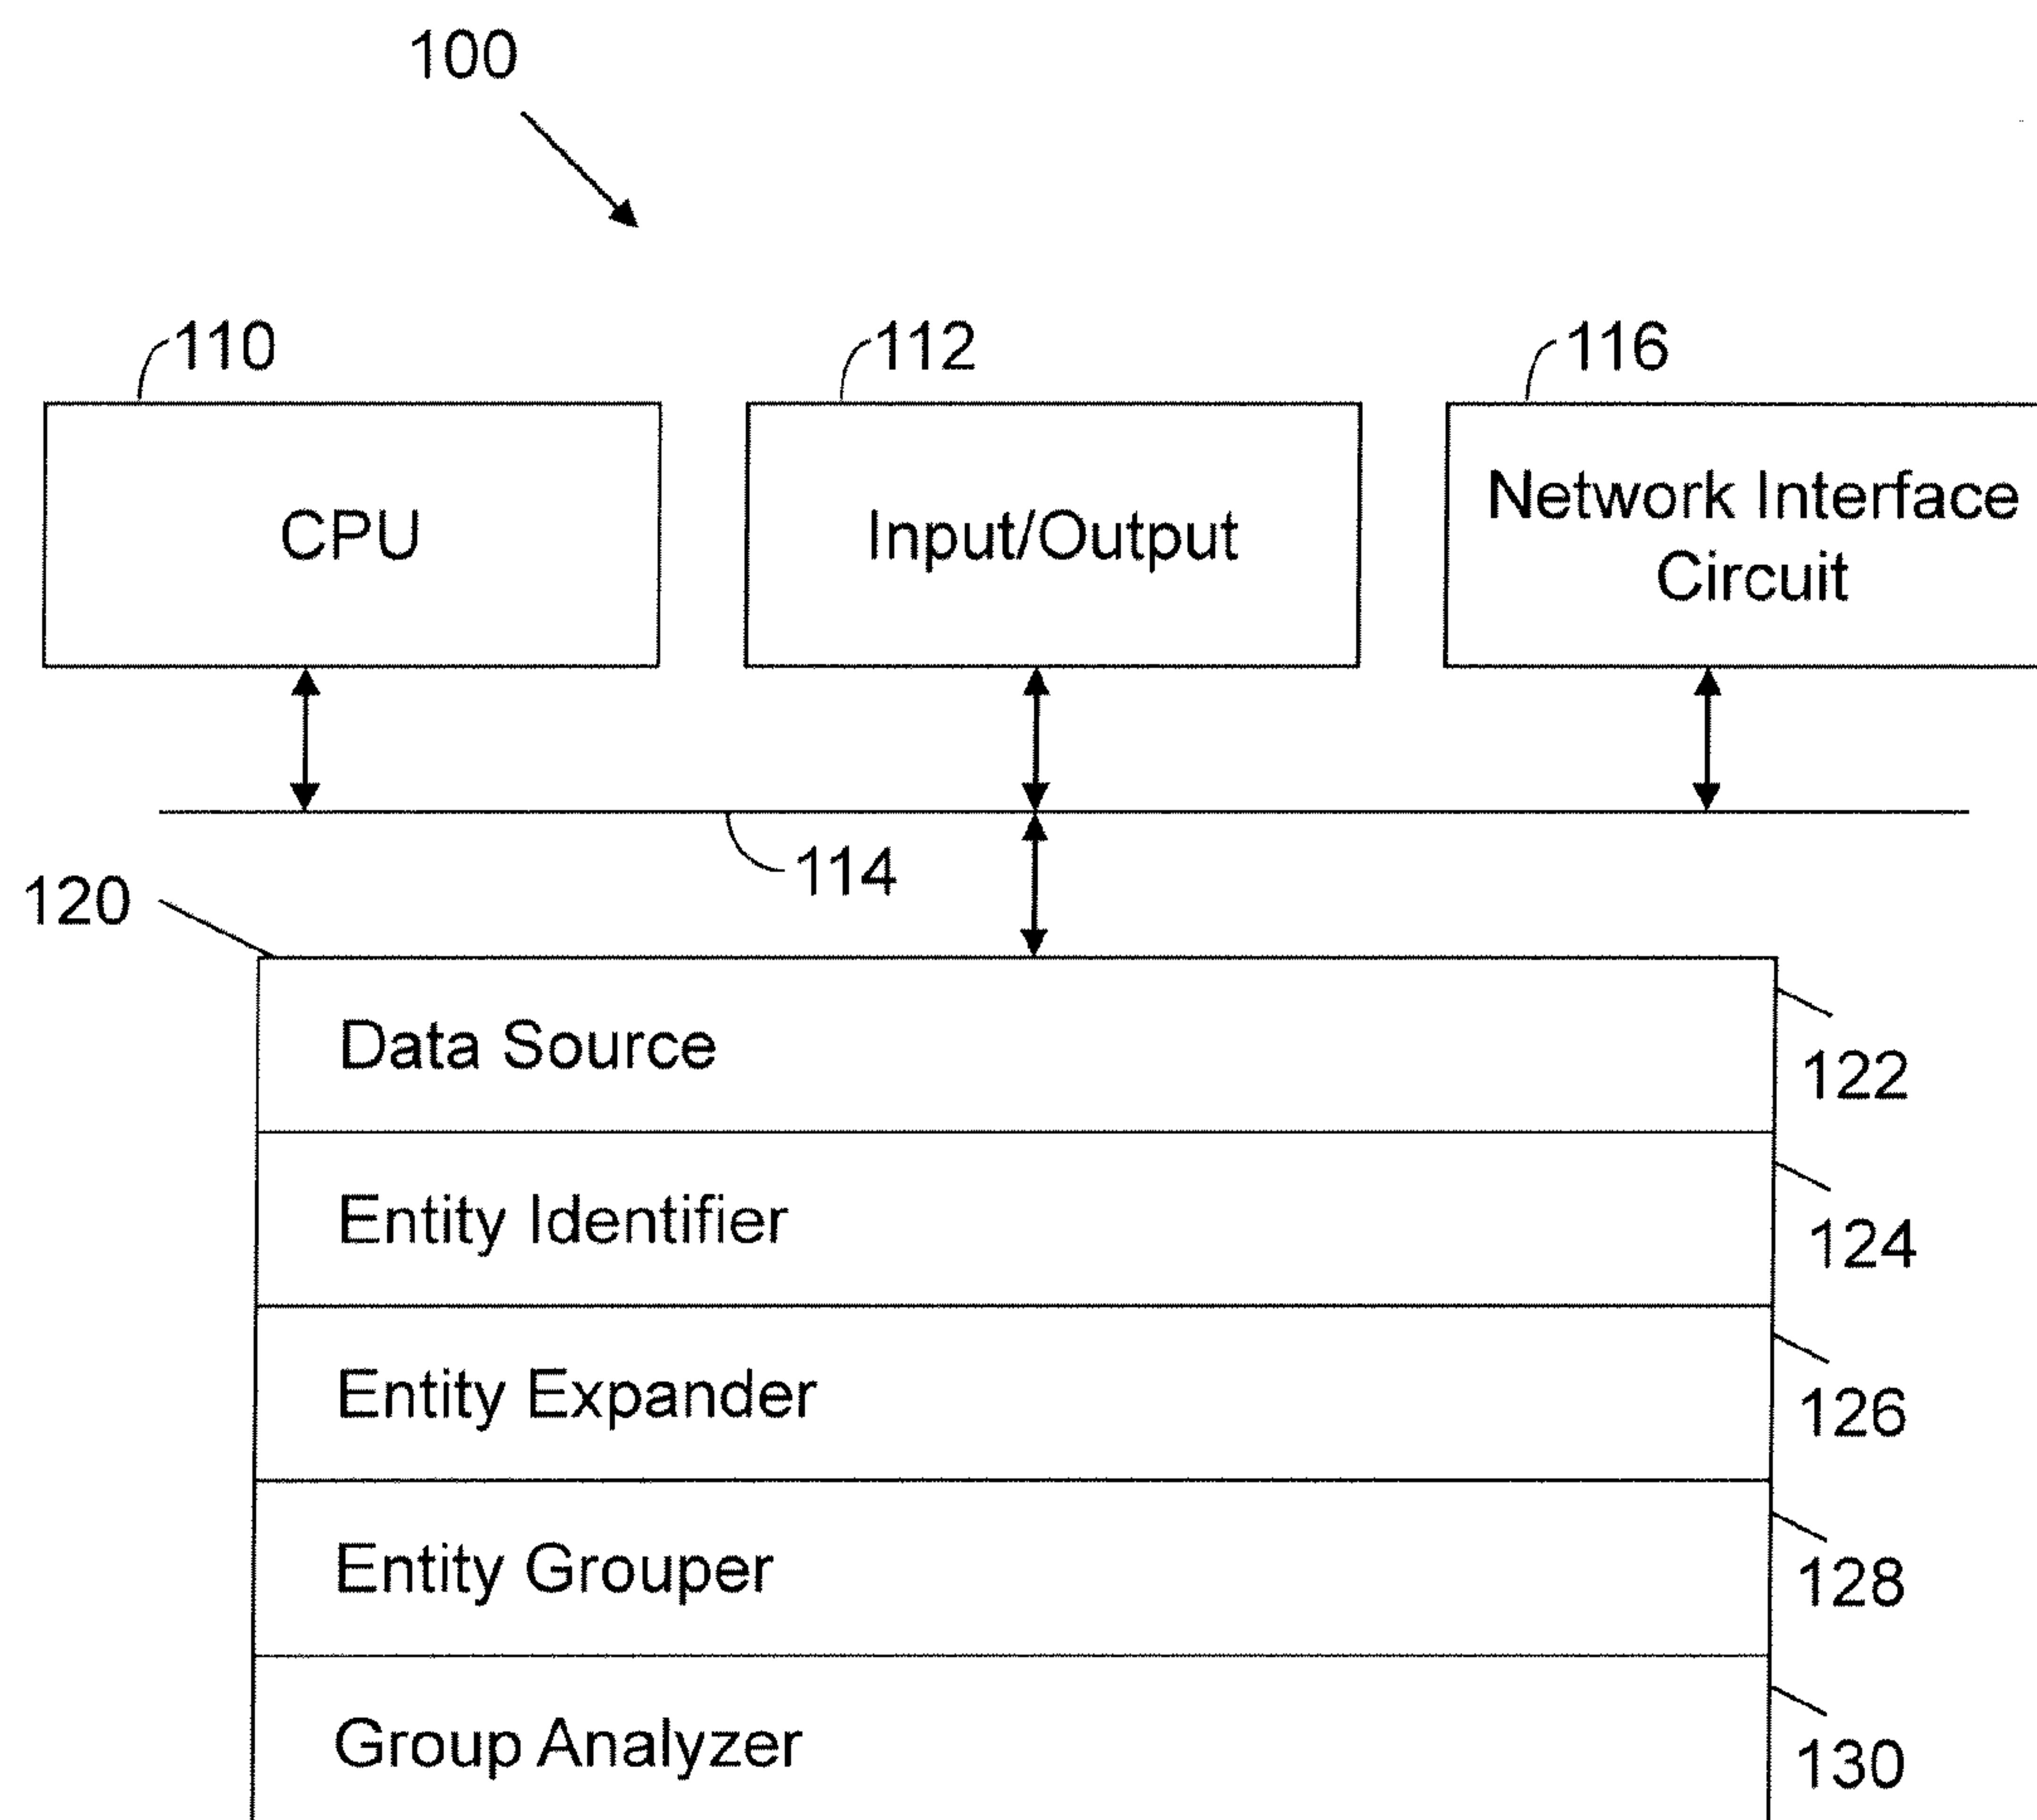 100
110
112
116
CPU
Input/Output
Network Interface
Circuit
114
120
Data Source
122
Entity Identifier
124
Entity Expander
126
Entity Grouper
128
Group Analyzer
130